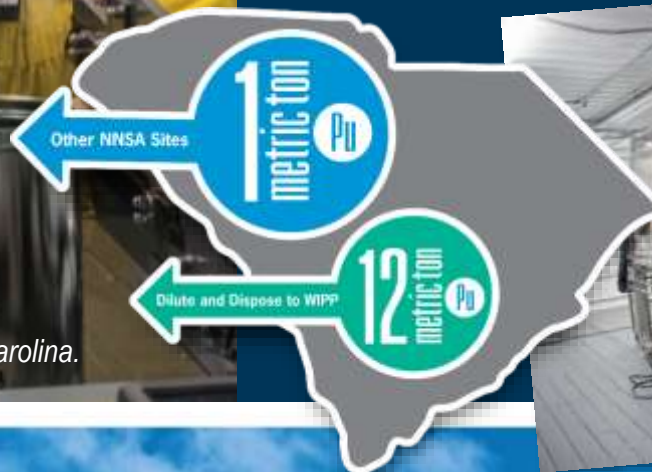 1
metric ton
Pu
Other NNSA Sites
12
metric ton
Pu
Dilute and Dispose to WIPP
arolina.